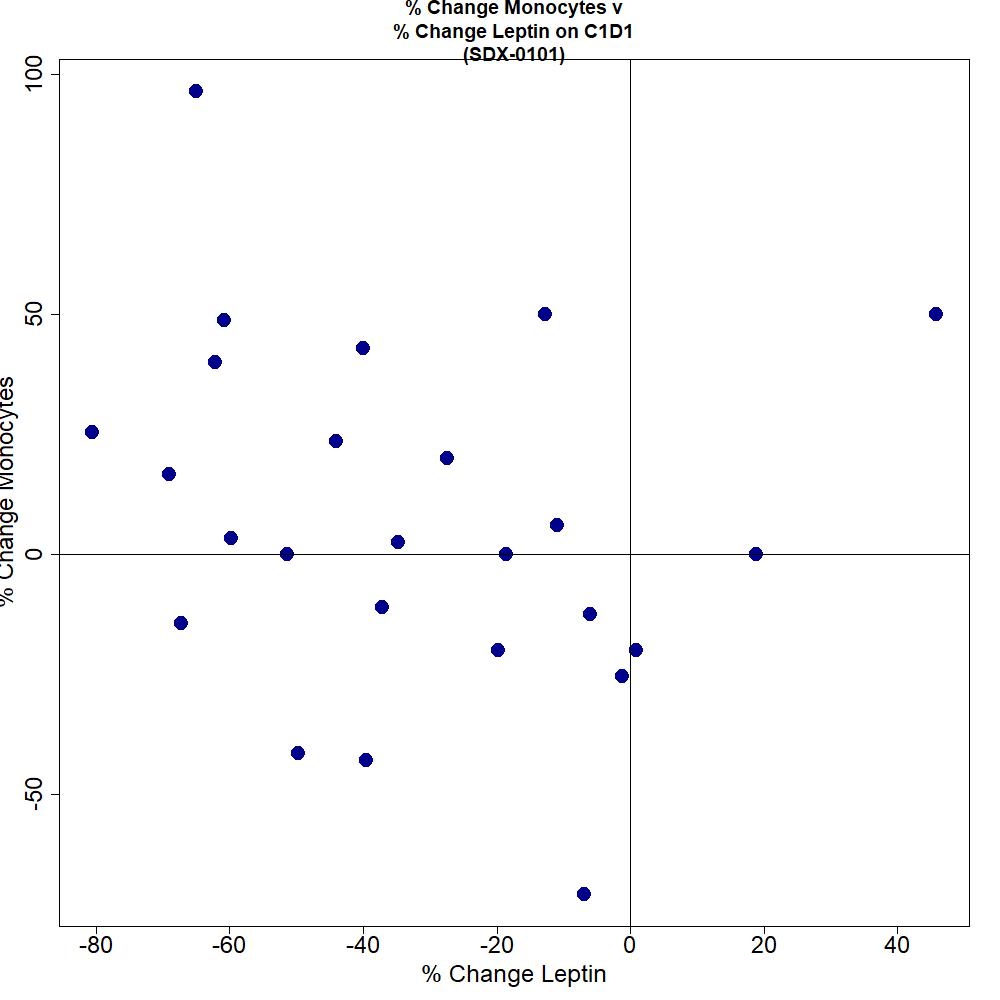 % Change Monocytes v
% Change Leptin on C1D1
(SDX-0101)
100
50
0
-50
% Change Monocytes
-80 -60 -40 -20 0 20 40
% Change Leptin